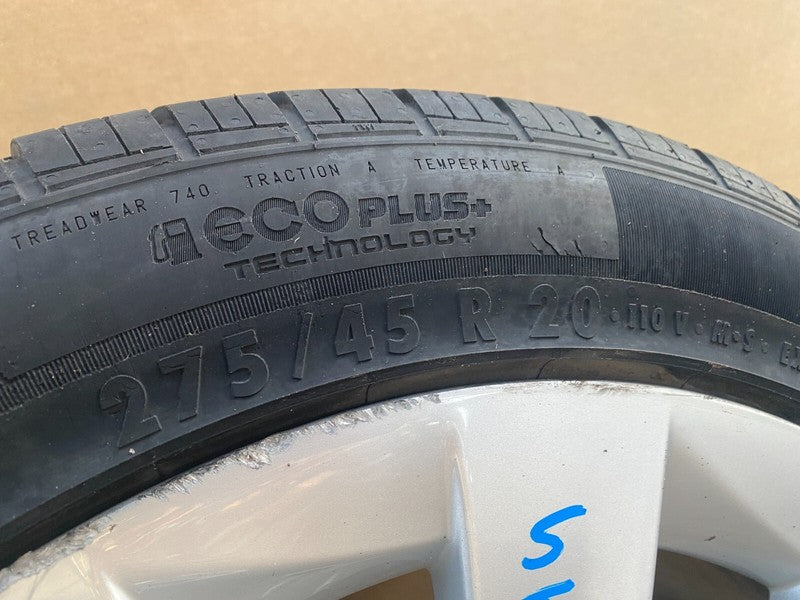 TREADWEAR 740 TRACTION A TEMPERATURE A
ECO PLUS+
TECHNOLOGY
275/45 R 20 · 110 V · M+S ·
S